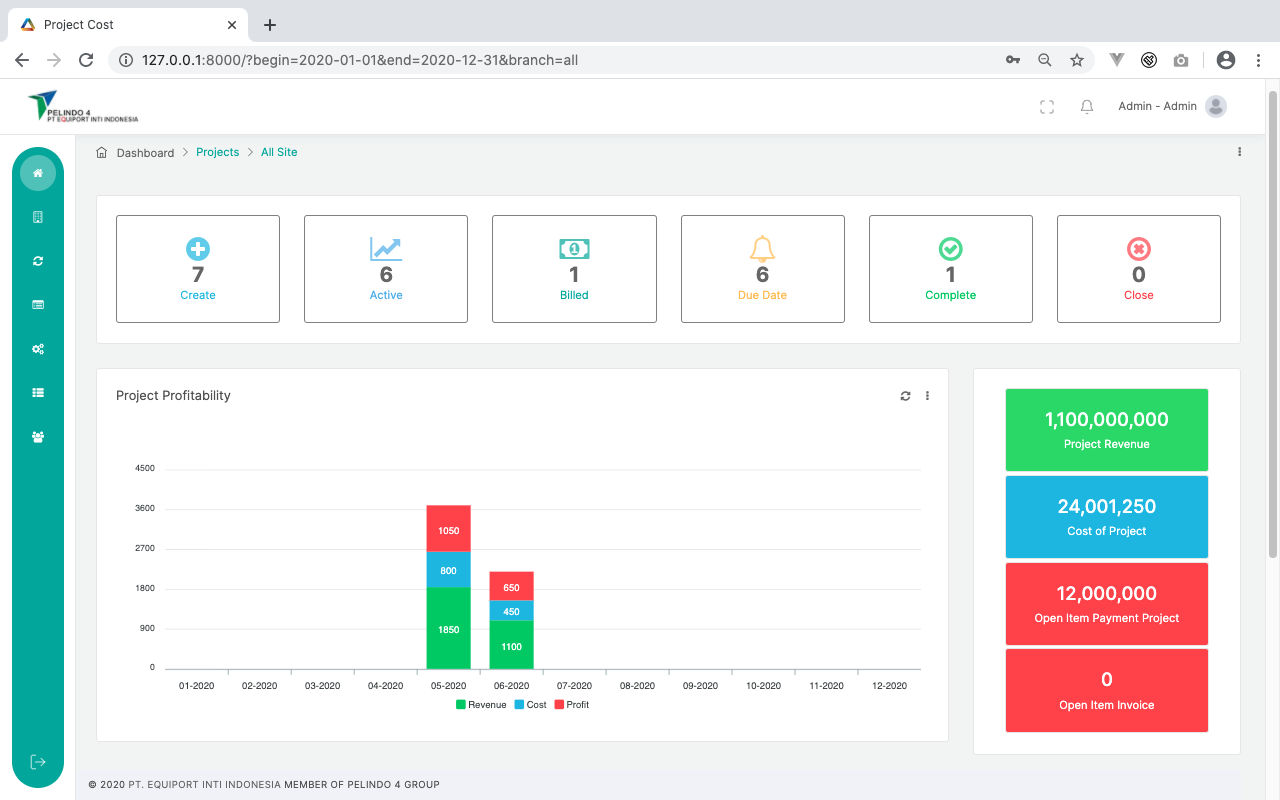 Project Cost
127.0.0.1:8000/?begin=2020-01-01&end=2020-12-31&branch=all
PELINDO 4
PT EQUIPORT INTI INDONESIA
Admin - Admin
Dashboard > Projects > All Site
7
Create
6
Active
1
1
Billed
6
Due Date
1
Complete
0
Close
Project Profitability
4500
3600
2700
1800
900
0
1050
800
1850
650
450
1100
01-2020 02-2020 03-2020 04-2020 05-2020 06-2020 07-2020 08-2020 09-2020 10-2020 11-2020 12-2020
Revenue Cost Profit
1,100,000,000
Project Revenue
24,001,250
Cost of Project
12,000,000
Open Item Payment Project
0
Open Item Invoice
© 2020 PT. EQUIPORT INTI INDONESIA MEMBER OF PELINDO 4 GROUP